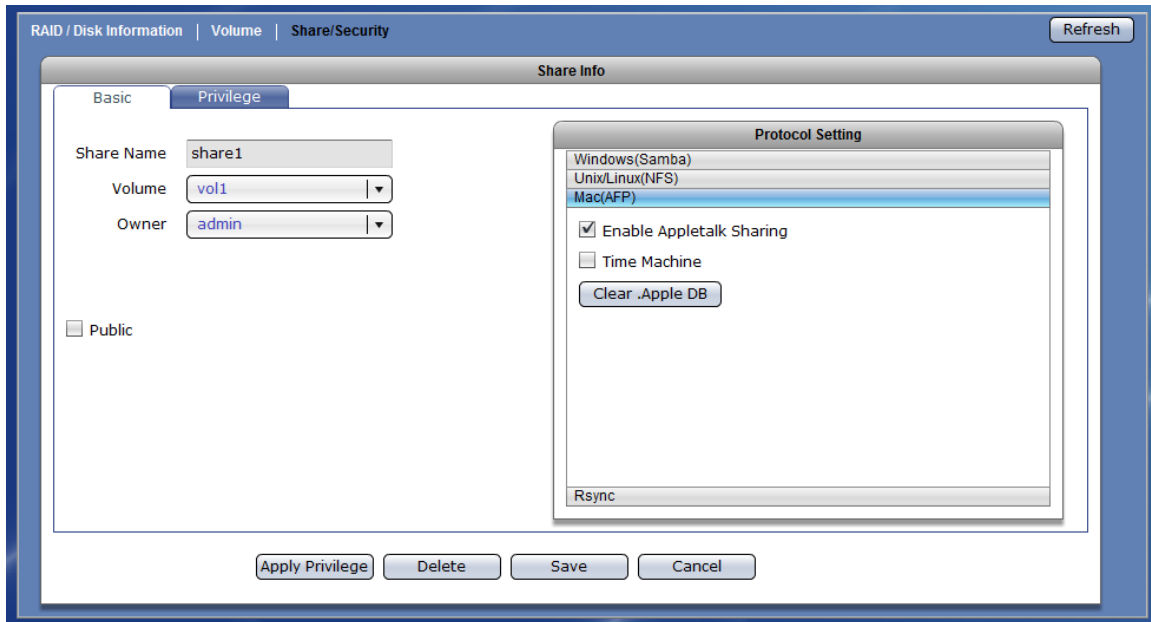 RAID / Disk Information | Volume | Share/Security
Refresh
Share Info
Basic
Privilege
Share Name share1
Volume vol1
Owner admin
Public
Protocol Setting
Windows(Samba)
Unix/Linux(NFS)
Mac(AFP)
Enable Appletalk Sharing
Time Machine
Clear .Apple DB
Rsync
Apply Privilege
Delete
Save
Cancel